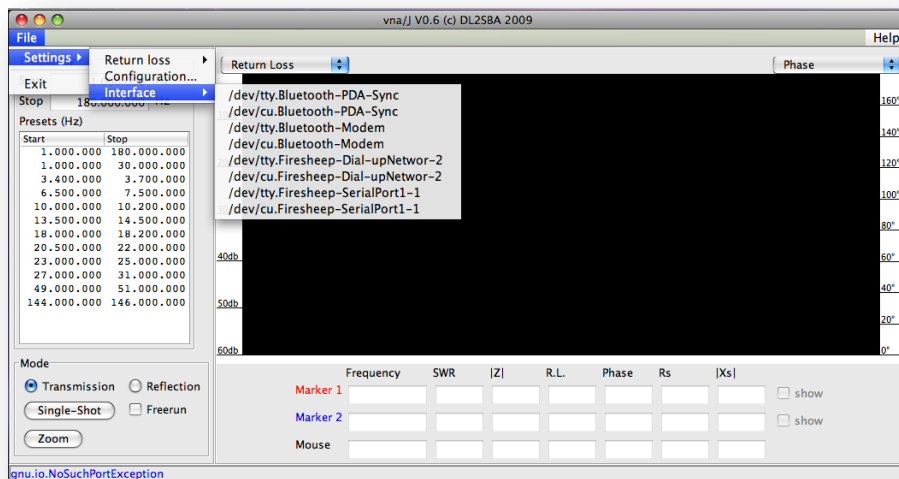 vna/J V0.6 (c) DL2SBA 2009
File
Help
Settings
Exit
Return loss
Configuration...
Interface
/dev/tty.Bluetooth-PDA-Sync
/dev/cu.Bluetooth-PDA-Sync
/dev/tty.Bluetooth-Modem
/dev/cu.Bluetooth-Modem
/dev/tty.Firesheep-Dial-upNetwor-2
/dev/cu.Firesheep-Dial-upNetwor-2
/dev/tty.Firesheep-SerialPort1-1
/dev/cu.Firesheep-SerialPort1-1
Return Loss
Phase
Stop 180.000.000 Hz
Presets (Hz)
Start Stop
1.000.000 180.000.000
1.000.000 30.000.000
3.400.000 3.700.000
6.500.000 7.500.000
10.000.000 10.200.000
13.500.000 14.500.000
18.000.000 18.200.000
20.500.000 22.000.000
23.000.000 25.000.000
27.000.000 31.000.000
49.000.000 51.000.000
144.000.000 146.000.000
40db
50db
60db
160°
140°
120°
100°
80°
60°
40°
20°
0°
Mode
Transmission Reflection
Single-Shot Freerun
Zoom
Frequency SWR |Z| R.L. Phase Rs |Xs|
Marker 1 show
Marker 2 show
Mouse
gnu.io.NoSuchPortException